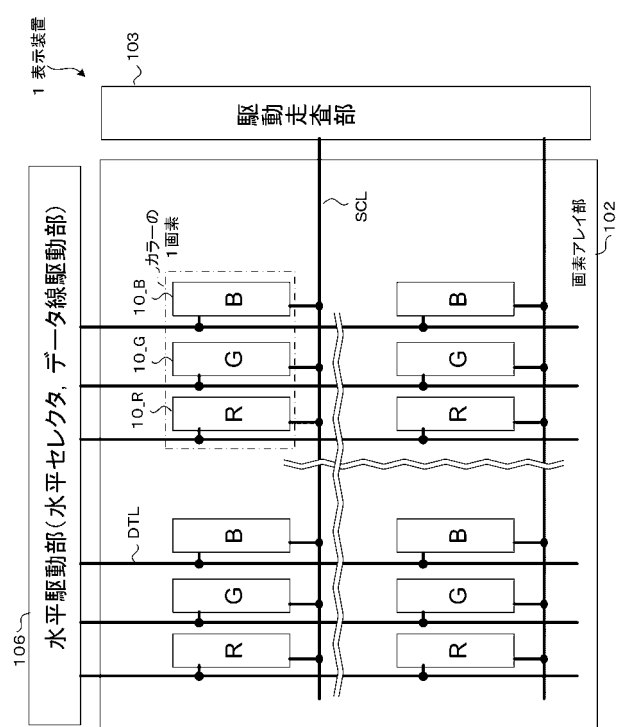 1 表示装置
106
水平駆動部(水平セレクタ, データ線駆動部)
103
駆動走査部
カラーの
1画素
10_R
10_G
10_B
DTL
SCL
R
G
B
R
G
B
R
G
B
R
G
B
画素アレイ部
102